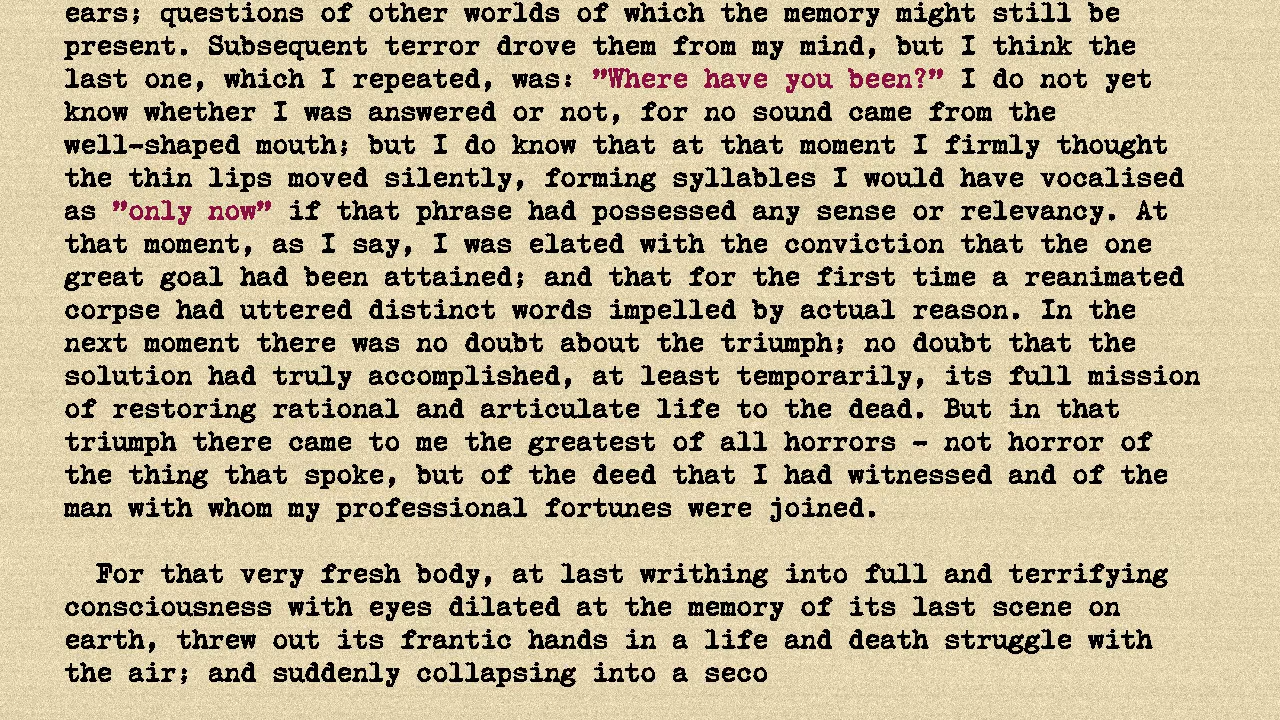 ears; questions of other worlds of which the memory might still be
present. Subsequent terror drove them from my mind, but I think the
last one, which I repeated, was: ”Where have you been?” I do not yet
know whether I was answered or not, for no sound came from the
well-shaped mouth; but I do know that at that moment I firmly thought
the thin lips moved silently, forming syllables I would have vocalised
as ”only now” if that phrase had possessed any sense or relevancy. At
that moment, as I say, I was elated with the conviction that the one
great goal had been attained; and that for the first time a reanimated
corpse had uttered distinct words impelled by actual reason. In the
next moment there was no doubt about the triumph; no doubt that the
solution had truly accomplished, at least temporarily, its full mission
of restoring rational and articulate life to the dead. But in that
triumph there came to me the greatest of all horrors - not horror of
the thing that spoke, but of the deed that I had witnessed and of the
man with whom my professional fortunes were joined.

For that very fresh body, at last writhing into full and terrifying
consciousness with eyes dilated at the memory of its last scene on
earth, threw out its frantic hands in a life and death struggle with
the air; and suddenly collapsing into a seco